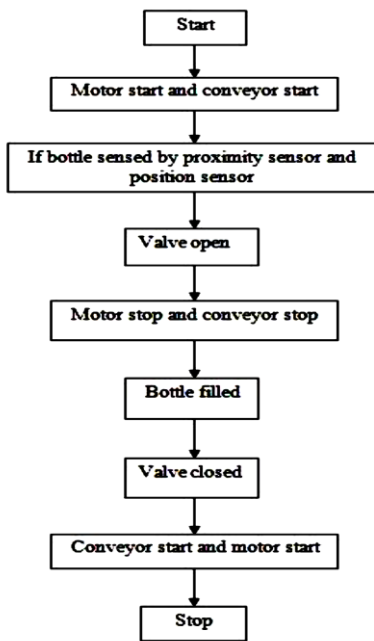 Start
Motor start and conveyor start
If bottle sensed by proximity sensor and
position sensor
Valve open
Motor stop and conveyor stop
Bottle filled
Valve closed
Conveyor start and motor start
Stop